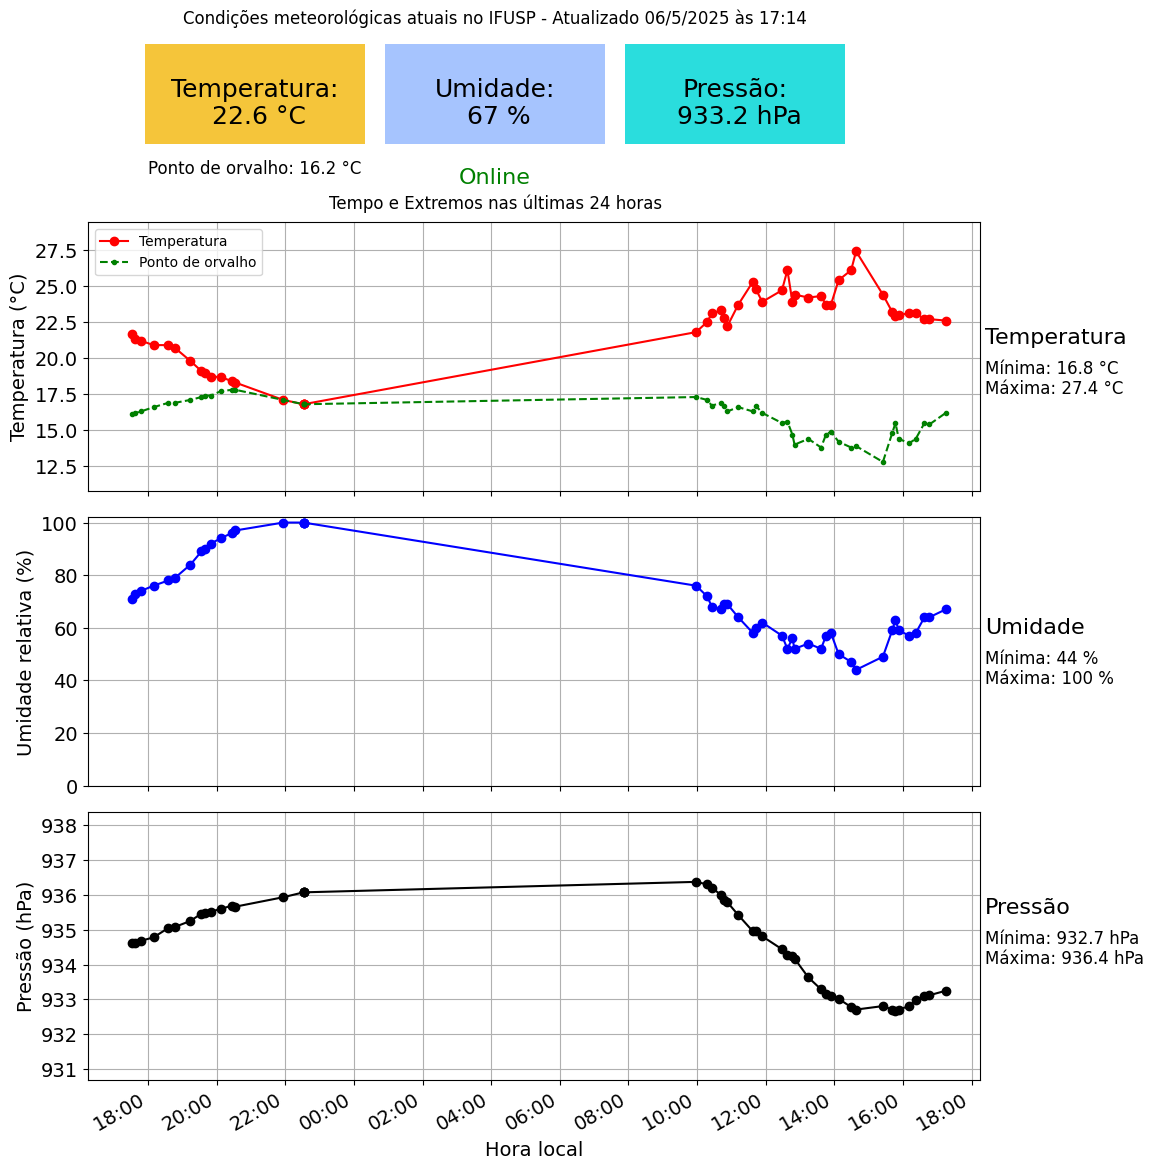 Condições meteorológicas atuais no IFUSP - Atualizado 06/5/2025 às 17:14
Temperatura:
22.6 °C
Umidade:
67 %
Pressão:
933.2 hPa
Ponto de orvalho: 16.2 °C
Online
Tempo e Extremos nas últimas 24 horas
Temperatura (°C)
27.5
25.0
22.5
20.0
17.5
15.0
12.5
Temperatura
Ponto de orvalho
Temperatura
Mínima: 16.8 °C
Máxima: 27.4 °C
Umidade relativa (%)
100
80
60
40
20
0
Umidade
Mínima: 44 %
Máxima: 100 %
Pressão (hPa)
938
937
936
935
934
933
932
931
Pressão
Mínima: 932.7 hPa
Máxima: 936.4 hPa
18:00 20:00 22:00 00:00 02:00 04:00 06:00 08:00 10:00 12:00 14:00 16:00 18:00
Hora local